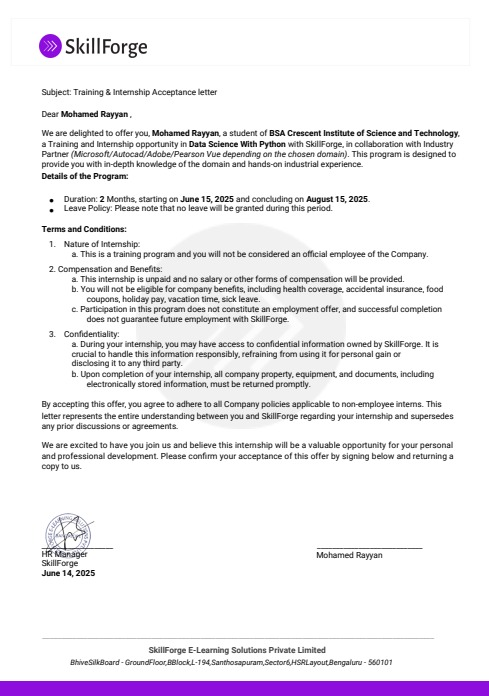 SkillForge
Subject: Training & Internship Acceptance letter
Dear Mohamed Rayyan ,
We are delighted to offer you, Mohamed Rayyan, a student of BSA Crescent Institute of Science and Technology,
a Training and Internship opportunity in Data Science With Python with SkillForge, in collaboration with Industry
Partner (Microsoft/Autocad/Adobe/Pearson Vue depending on the chosen domain). This program is designed to
provide you with in-depth knowledge of the domain and hands-on industrial experience.
Details of the Program:
● Duration: 2 Months, starting on June 15, 2025 and concluding on August 15, 2025.
● Leave Policy: Please note that no leave will be granted during this period.
Terms and Conditions:
1. Nature of Internship:
a. This is a training program and you will not be considered an official employee of the Company.
2. Compensation and Benefits:
a. This internship is unpaid and no salary or other forms of compensation will be provided.
b. You will not be eligible for company benefits, including health coverage, accidental insurance, food
coupons, holiday pay, vacation time, sick leave.
c. Participation in this program does not constitute an employment offer, and successful completion
does not guarantee future employment with SkillForge.
3. Confidentiality:
a. During your internship, you may have access to confidential information owned by SkillForge. It is
crucial to handle this information responsibly, refraining from using it for personal gain or
disclosing it to any third party.
b. Upon completion of your internship, all company property, equipment, and documents, including
electronically stored information, must be returned promptly.
By accepting this offer, you agree to adhere to all Company policies applicable to non-employee interns. This
letter represents the entire understanding between you and SkillForge regarding your internship and supersedes
any prior discussions or agreements.
We are excited to have you join us and believe this internship will be a valuable opportunity for your personal
and professional development. Please confirm your acceptance of this offer by signing below and returning a
copy to us.
HR Manager
SkillForge
June 14, 2025
Mohamed Rayyan
SkillForge E-Learning Solutions Private Limited
BhiveSilkBoard - GroundFloor,BBlock,L-194,Santhosapuram,Sector6,HSRLayout,Bengaluru - 560101